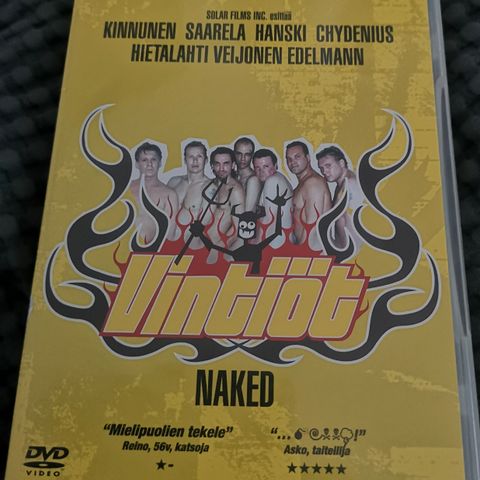 SOLAR FILMS INC. esittää
KINNUNEN SAARELA HANSKI CHYDENIUS
HIETALAHTI VEIJONEN EDELMANN
Vintiöt
NAKED
"Mielipuolien tekele"
Reino, 56v, katsoja
★-
"...💣@☠☠☁!"
Asko, taiteilija
★★★★★
DVD
VIDEO